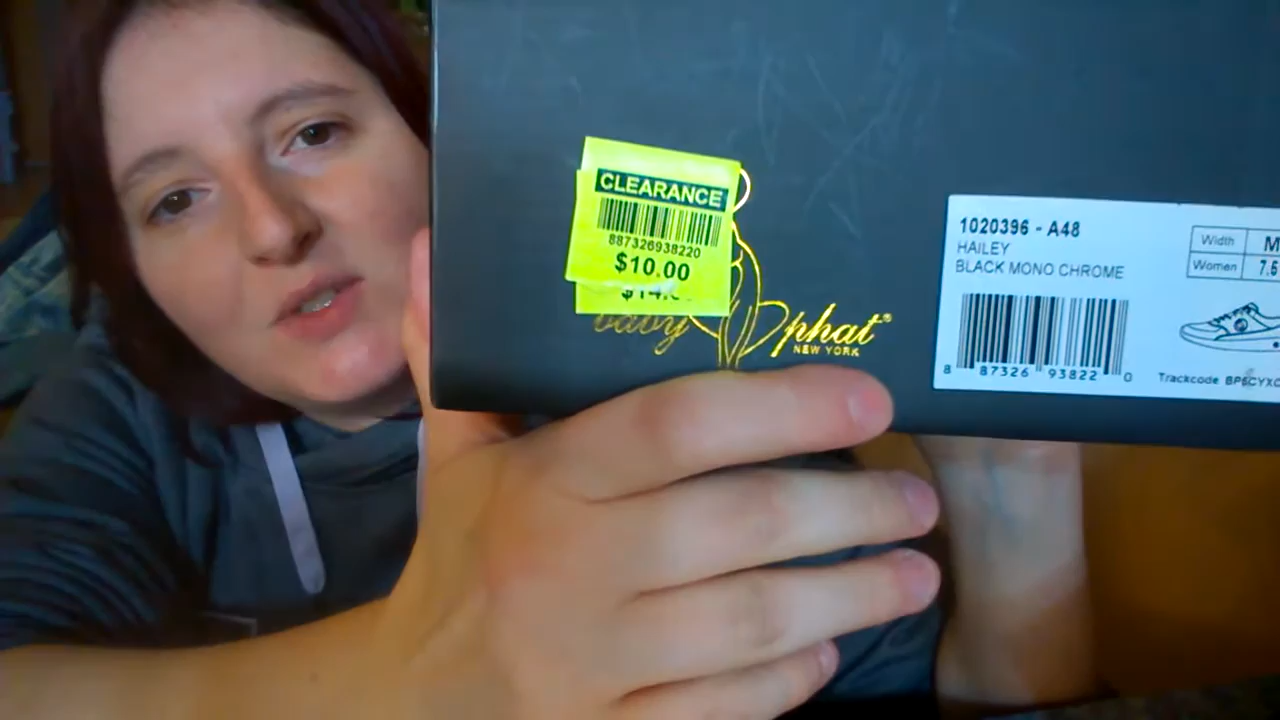 CLEARANCE
887326938220
$10.00
baby phat®
NEW YORK
1020396 - A48
HAILEY
BLACK MONO CHROME
Width M
Women 7.5
8 87326 93822 0
Trackcode